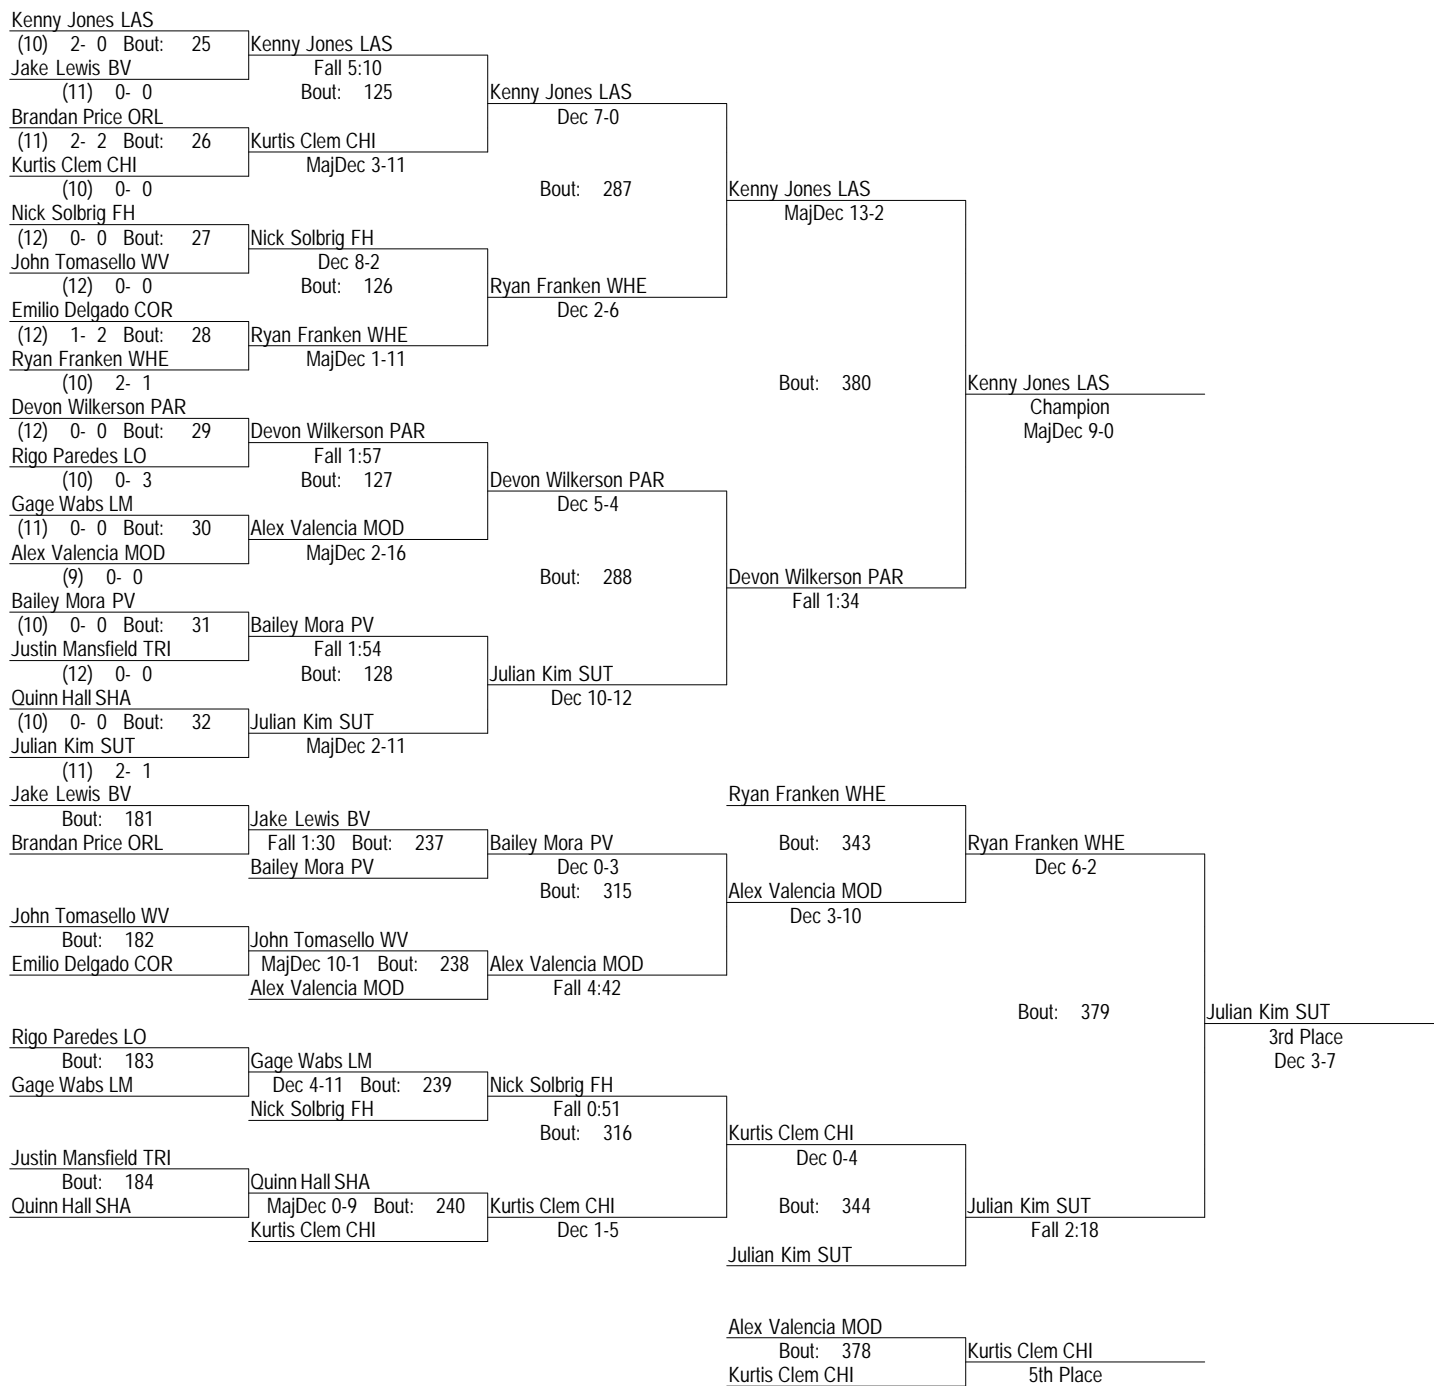 Kenny Jones LAS
(10) 2- 0 Bout: 25 Kenny Jones LAS
Jake Lewis BV Fall 5:10
(11) 0- 0 Bout: 125 Kenny Jones LAS
Brandan Price ORL Dec 7-0
(11) 2- 2 Bout: 26 Kurtis Clem CHI
Kurtis Clem CHI MajDec 3-11
(10) 0- 0 Bout: 287 Kenny Jones LAS
Nick Solbrig FH MajDec 13-2
(12) 0- 0 Bout: 27 Nick Solbrig FH
John Tomasello WV Dec 8-2
(12) 0- 0 Bout: 126 Ryan Franken WHE
Emilio Delgado COR Dec 2-6
(12) 1- 2 Bout: 28 Ryan Franken WHE
Ryan Franken WHE MajDec 1-11
(10) 2- 1 Bout: 380 Kenny Jones LAS
Devon Wilkerson PAR Champion
(12) 0- 0 Bout: 29 Devon Wilkerson PAR MajDec 9-0
Rigo Paredes LO Fall 1:57
(10) 0- 3 Bout: 127 Devon Wilkerson PAR
Gage Wabs LM Dec 5-4
(11) 0- 0 Bout: 30 Alex Valencia MOD
Alex Valencia MOD MajDec 2-16
(9) 0- 0 Bout: 288 Devon Wilkerson PAR
Bailey Mora PV Fall 1:34
(10) 0- 0 Bout: 31 Bailey Mora PV
Justin Mansfield TRI Fall 1:54
(12) 0- 0 Bout: 128 Julian Kim SUT
Quinn Hall SHA Dec 10-12
(10) 0- 0 Bout: 32 Julian Kim SUT
Julian Kim SUT MajDec 2-11
(11) 2- 1
Jake Lewis BV Ryan Franken WHE
Bout: 181 Jake Lewis BV
Brandan Price ORL Fall 1:30 Bout: 237 Bailey Mora PV Bout: 343 Ryan Franken WHE
Bailey Mora PV Dec 0-3 Dec 6-2
Bout: 315 Alex Valencia MOD
John Tomasello WV Dec 3-10
Bout: 182 John Tomasello WV
Emilio Delgado COR MajDec 10-1 Bout: 238 Alex Valencia MOD
Alex Valencia MOD Fall 4:42
Bout: 379 Julian Kim SUT
Rigo Paredes LO 3rd Place
Bout: 183 Gage Wabs LM Dec 3-7
Gage Wabs LM Dec 4-11 Bout: 239 Nick Solbrig FH
Nick Solbrig FH Fall 0:51
Bout: 316 Kurtis Clem CHI
Justin Mansfield TRI Dec 0-4
Bout: 184 Quinn Hall SHA
Quinn Hall SHA MajDec 0-9 Bout: 240 Kurtis Clem CHI Bout: 344 Julian Kim SUT
Kurtis Clem CHI Dec 1-5 Fall 2:18
Julian Kim SUT
Alex Valencia MOD
Bout: 378 Kurtis Clem CHI
Kurtis Clem CHI 5th Place